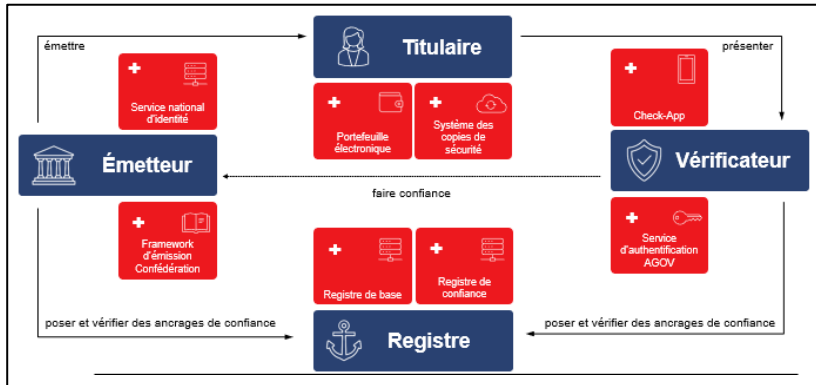 émettre
Titulaire
présenter
Service national
d'identité
Portefeuille
électronique
Système des
copies de
sécurité
Check-App
Émetteur
Vérificateur
faire confiance
Framework
d'émission
Confédération
Registre de base
Registre de
confiance
Service
d'authentification
AGOV
poser et vérifier des ancrages de confiance
poser et vérifier des ancrages de confiance
Registre